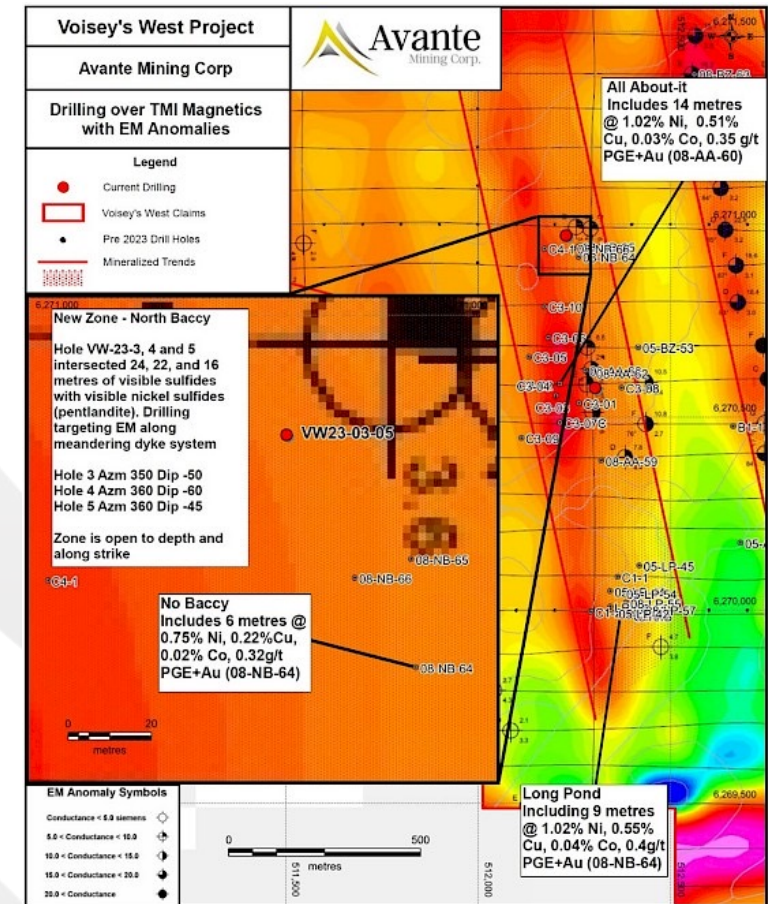 Voisey's West Project
Avante Mining Corp
Drilling over TMI Magnetics
with EM Anomalies
Legend
Current Drilling
Voisey's West Claims
Pre 2023 Drill Holes
Mineralized Trends
Avante
Mining Corp.
All About-it
Includes 14 metres
@ 1.02% Ni, 0.51%
Cu, 0.03% Co, 0.35 g/t
PGE+Au (08-AA-60)
6,271,500
6,271,000
C3-10
C3-05
05-BZ-53
C3-04
C3-01
C3-09
08-AA-59
6,270,500
05-LP-45
C1-1
6,270,000
6,269,500
6,271,000
New Zone - North Baccy
Hole VW-23-3, 4 and 5
intersected 24, 22, and 16
metres of visible sulfides
with visible nickel sulfides
(pentlandite). Drilling
targeting EM along
meandering dyke system
Hole 3 Azm 350 Dip -50
Hole 4 Azm 360 Dip -60
Hole 5 Azm 360 Dip -45
Zone is open to depth and
along strike
VW23-03-05
3.6
08-NB-65
08-NB-66
C4-1
No Baccy
Includes 6 metres @
0.75% Ni, 0.22%Cu,
0.02% Co, 0.32g/t
PGE+Au (08-NB-64)
08-NB-64
0 20
metres
EM Anomaly Symbols
Conductance < 5.0 siemens
5.0 < Conductance < 10.0
10.0 < Conductance < 15.0
15.0 < Conductance < 20.0
20.0 < Conductance
0 500
metres
511,500
512,000
Long Pond
Including 9 metres
@ 1.02% Ni, 0.55%
Cu, 0.04% Co, 0.4g/t
PGE+Au (08-NB-64)